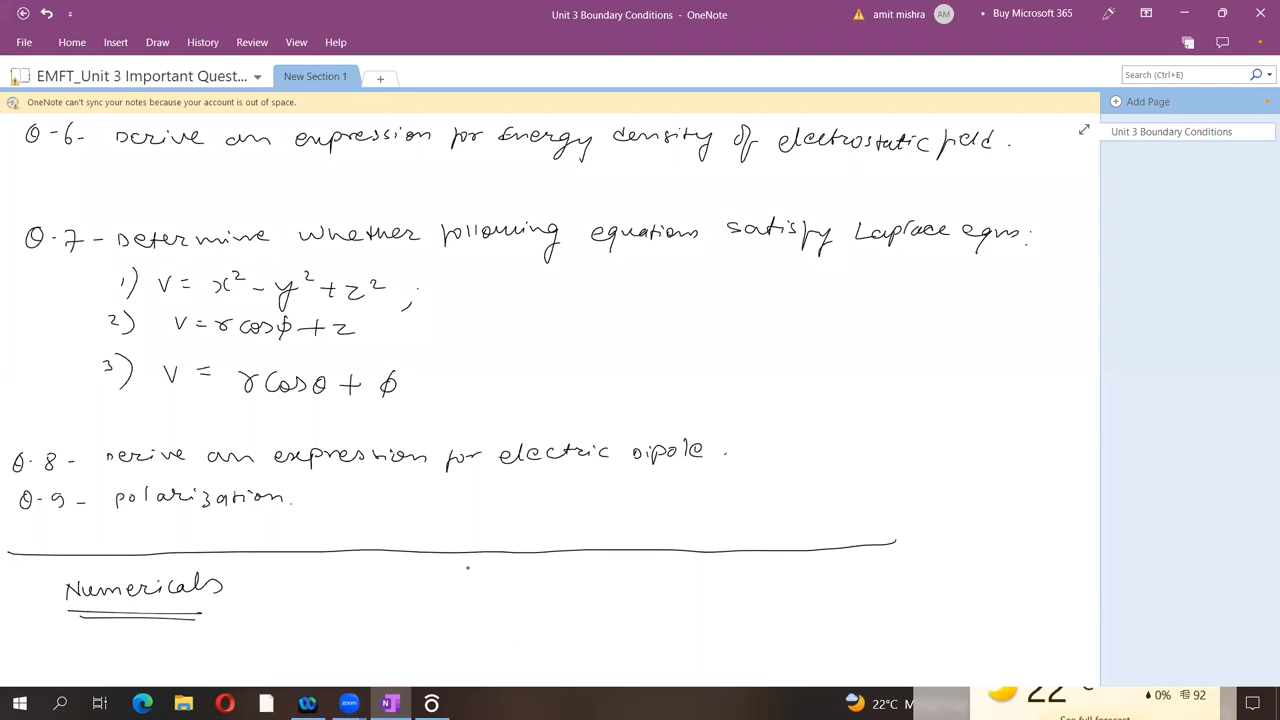 Unit 3 Boundary Conditions - OneNote
amit mishra
AM
Buy Microsoft 365
File Home Insert Draw History Review View Help
EMFT_Unit 3 Important Quest...
New Section 1
Search (Ctrl+E)
OneNote can't sync your notes because your account is out of space.
Add Page
Unit 3 Boundary Conditions
Q-6- Derive an expression for Energy density of electrostatic field.
Q.7- Determine whether following equations satisfy Laplace eqns:
1) V = x² - y² + z² ;
2) V = r cosϕ + z
3) V = r cosθ + ϕ
Q.8- Derive an expression for electric Dipole.
Q-9- polarization.
Numericals
22°C M
22°C
0% 92